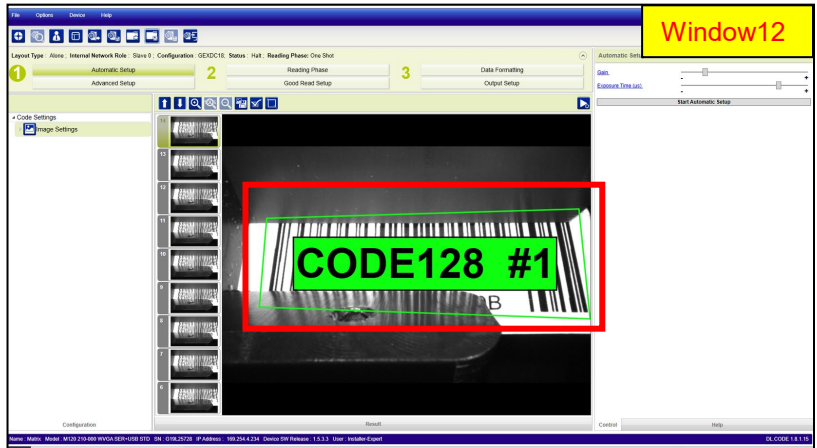 Window12
File Options Device Help
Layout Type : Alone ; Internal Network Role : Slave 0 ; Configuration : GEXDC18; Status : Halt ; Reading Phase: One Shot
1
Automatic Setup
Advanced Setup
2
Reading Phase
Good Read Setup
3
Data Formatting
Output Setup
Automatic Setup
Gain
- +
Exposure Time (us)
- +
Start Automatic Setup
Code Settings
Image Settings
14
13
12
11
10
9
8
7
6
CODE128 #1
Configuration
Result
Control
Help
Name : Matrix Model : M120 210-000 WVGA SER+USB STD SN : G19L25728 IP Address : 169.254.4.234 Device SW Release : 1.5.3.3 User : Installer-Expert
DL.CODE 1.8.1.15